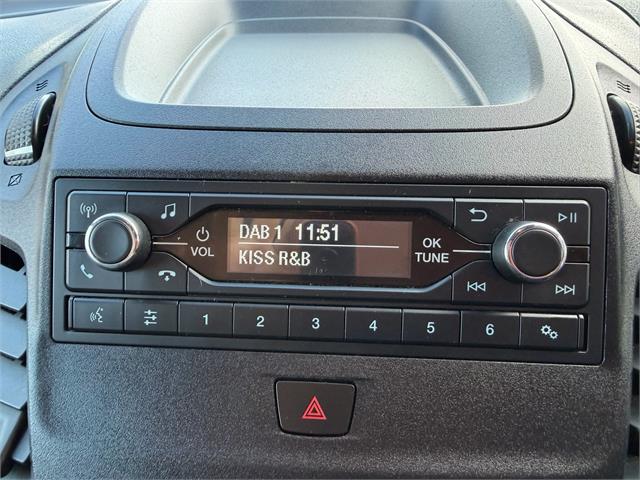 DAB 1 11:51
KISS R&B
VOL
OK
TUNE
1 2 3 4 5 6